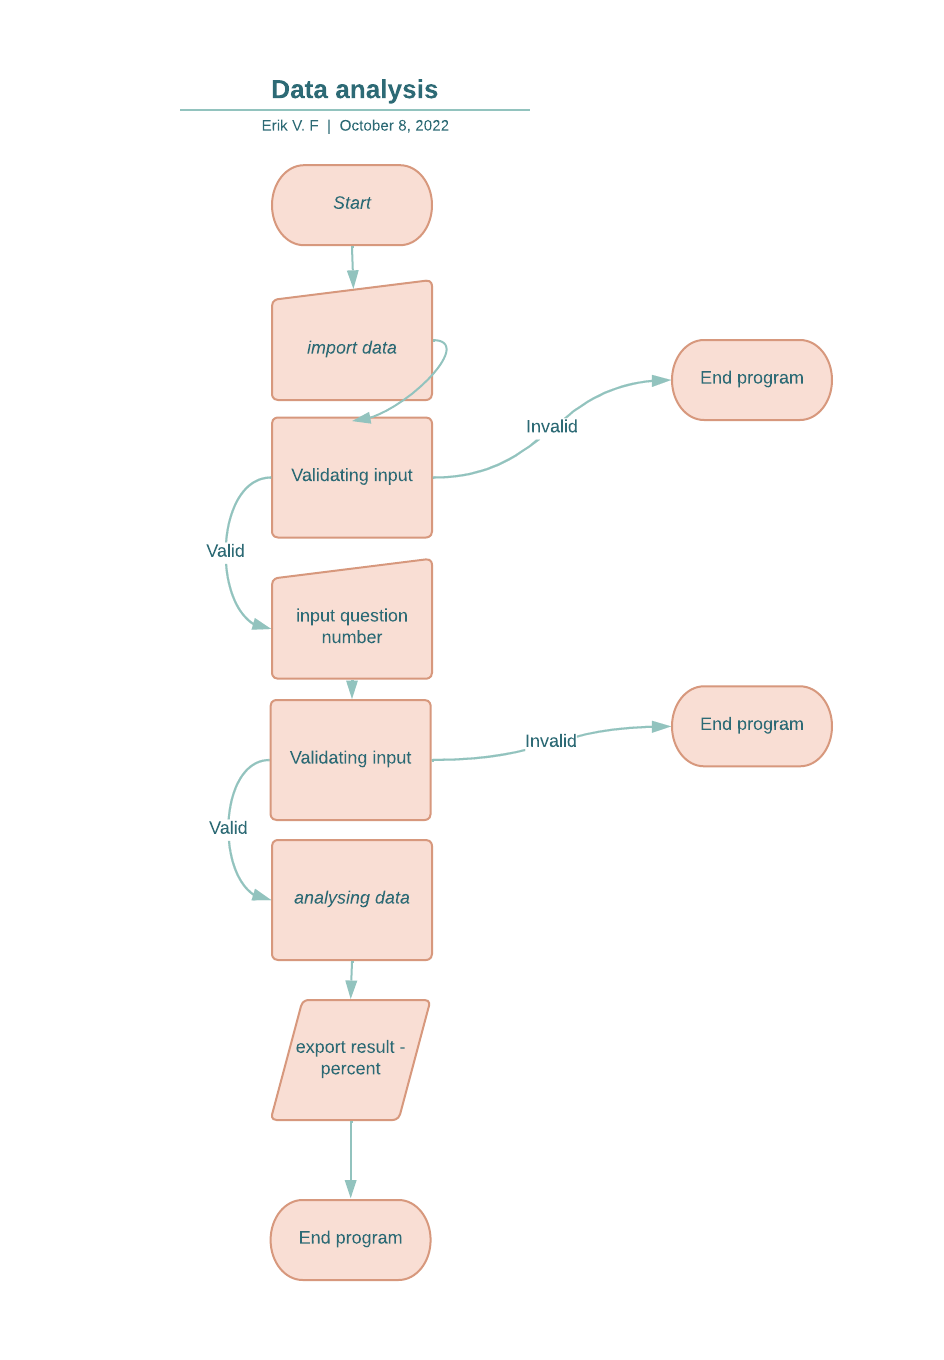 Data analysis
Erik V. F | October 8, 2022
Start
import data
End program
Invalid
Validating input
Valid
input question
number
End program
Invalid
Validating input
Valid
analysing data
export result -
percent
End program